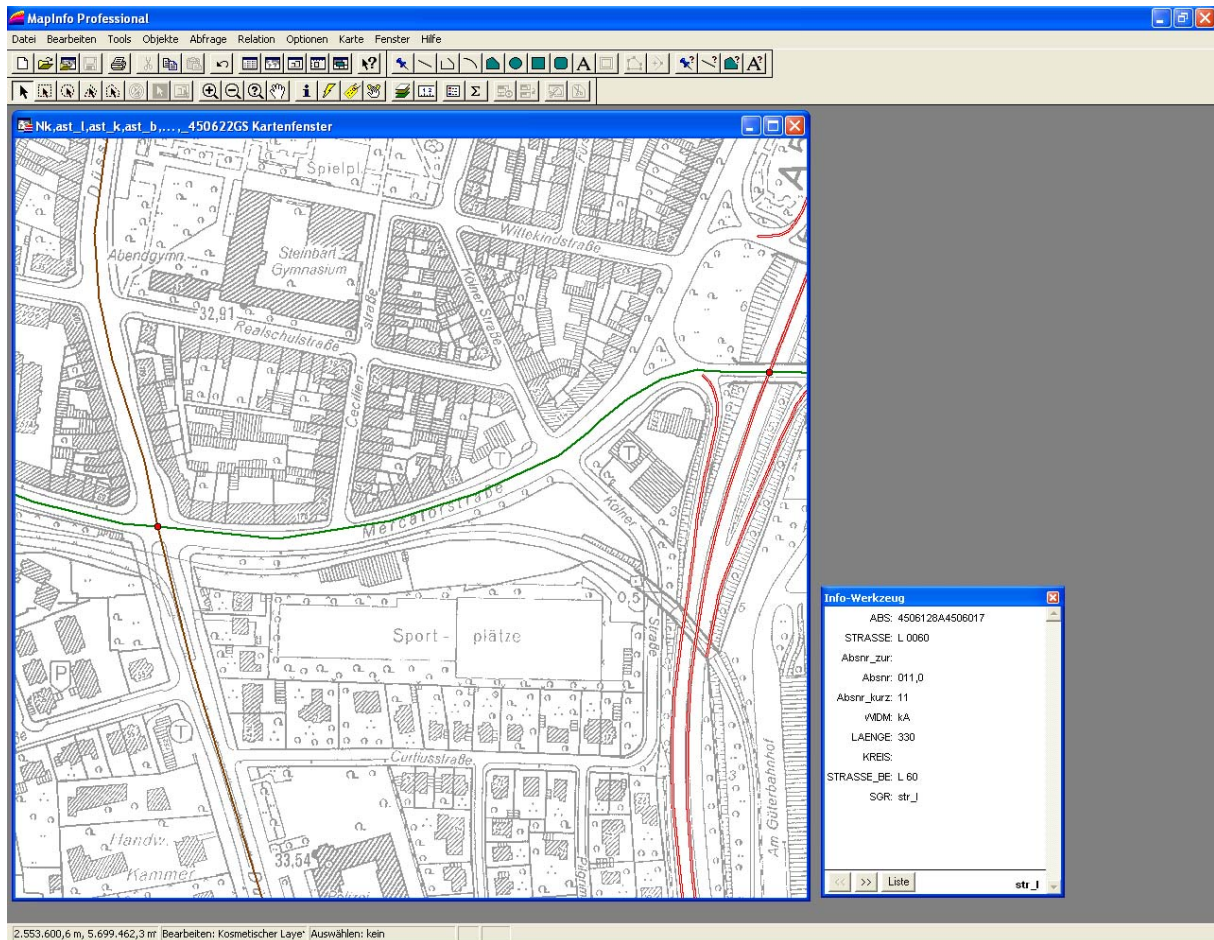 MapInfo Professional
Datei Bearbeiten Tools Objekte Abfrage Relation Optionen Karte Fenster Hilfe
Nk,ast_l,ast_k,ast_b,...,_450622GS Kartenfenster
Spielpl.
Wittekindstraße
Abendgymn.
Steinbart -
Gymnasium
Kölner Straße
32,91
Realschulstraße
Cecilien - straße
T
T
Mercatorstraße
Kölner
Straße
0,5
Sport - plätze
P
T
Curtiusstraße
Am Güterbahnhof
Handw.
Kammer
33,54
Info-Werkzeug
ABS: 4506128A4506017
STRASSE: L 0060
Absnr_zur:
Absnr: 011,0
Absnr_kurz: 11
WIDM: kA
LAENGE: 330
KREIS:
STRASSE_BE: L 60
SGR: str_l
<< >> Liste str_l
2.553.600,6 m, 5.699.462,3 m Bearbeiten: Kosmetischer Laye Auswählen: kein